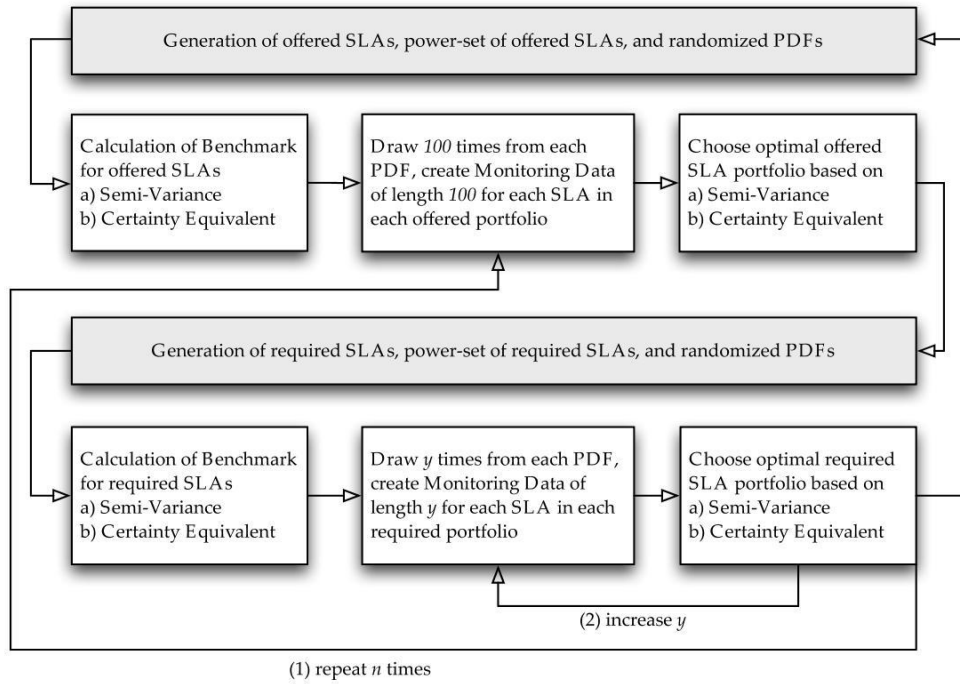 Generation of offered SLAs, power-set of offered SLAs, and randomized PDFs
Calculation of Benchmark
for offered SLAs
a) Semi-Variance
b) Certainty Equivalent
Draw 100 times from each
PDF, create Monitoring Data
of length 100 for each SLA in
each offered portfolio
Choose optimal offered
SLA portfolio based on
a) Semi-Variance
b) Certainty Equivalent
Generation of required SLAs, power-set of required SLAs, and randomized PDFs
Calculation of Benchmark
for required SLAs
a) Semi-Variance
b) Certainty Equivalent
Draw y times from each PDF,
create Monitoring Data of
length y for each SLA in each
required portfolio
Choose optimal required
SLA portfolio based on
a) Semi-Variance
b) Certainty Equivalent
(2) increase y
(1) repeat n times